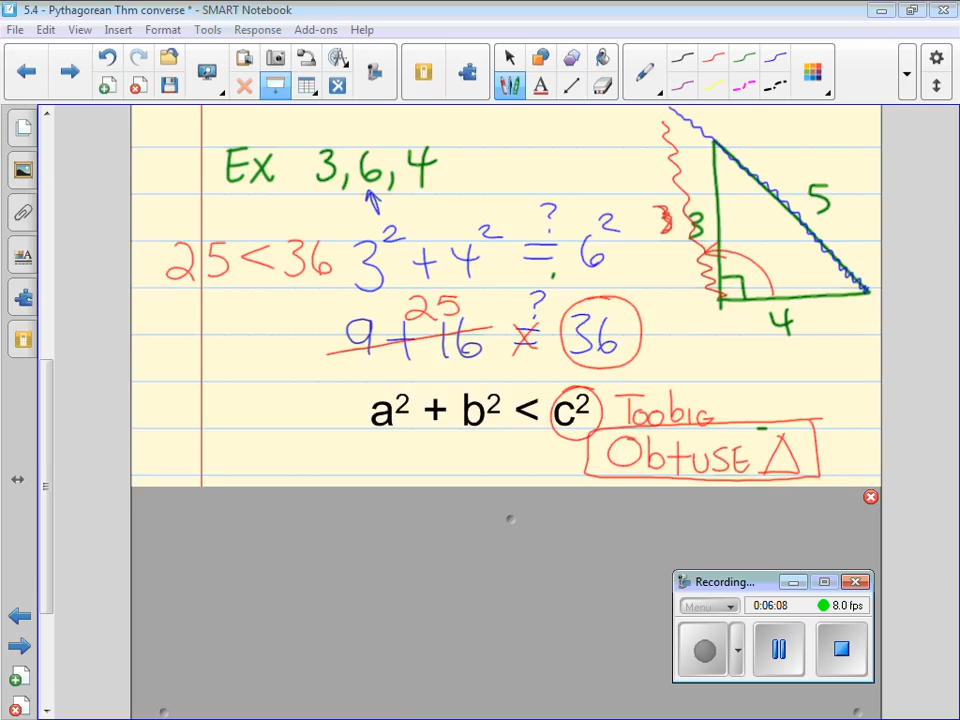 5.4 - Pythagorean Thm converse * - SMART Notebook
File Edit View Insert Format Tools Response Add-ons Help
Ex 3, 6, 4
5
3
4
25 < 36 3² + 4² =? 6²
25
9 + 16 =? 36
a² + b² < c² Too big
Obtuse △
Recording...
Menu 0:06:08 8.0 fps